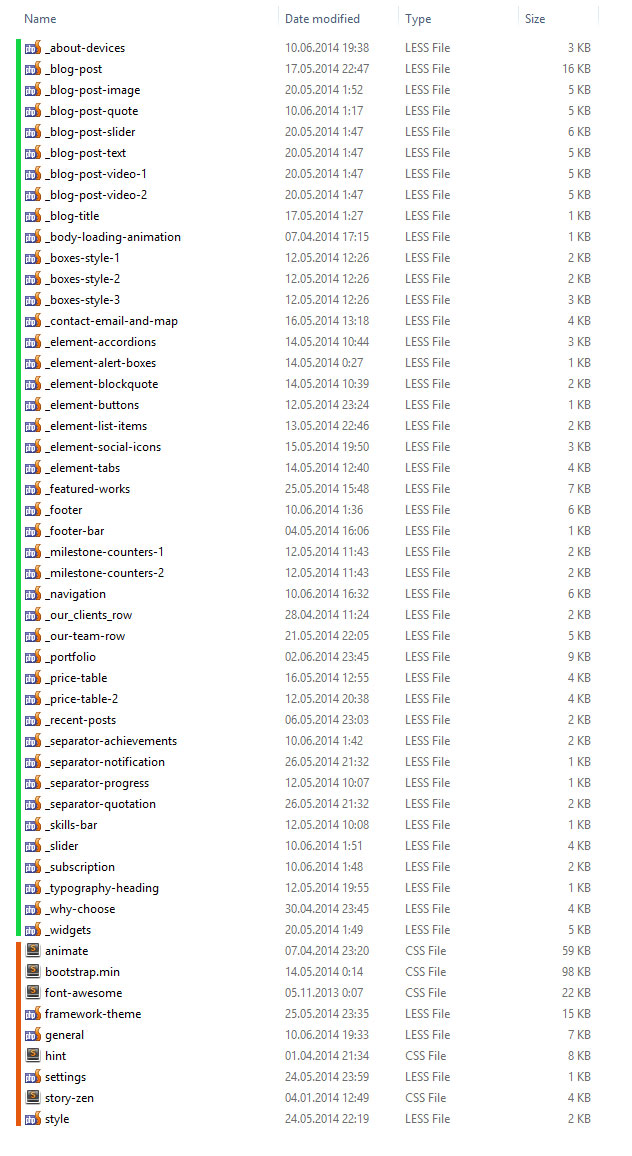 Name Date modified Type Size
_about-devices 10.06.2014 19:38 LESS File 3 KB
_blog-post 17.05.2014 22:47 LESS File 16 KB
_blog-post-image 20.05.2014 1:52 LESS File 5 KB
_blog-post-quote 10.06.2014 1:17 LESS File 5 KB
_blog-post-slider 20.05.2014 1:47 LESS File 6 KB
_blog-post-text 20.05.2014 1:47 LESS File 5 KB
_blog-post-video-1 20.05.2014 1:47 LESS File 5 KB
_blog-post-video-2 20.05.2014 1:47 LESS File 5 KB
_blog-title 17.05.2014 1:27 LESS File 1 KB
_body-loading-animation 07.04.2014 17:15 LESS File 1 KB
_boxes-style-1 12.05.2014 12:26 LESS File 2 KB
_boxes-style-2 12.05.2014 12:26 LESS File 2 KB
_boxes-style-3 12.05.2014 12:26 LESS File 3 KB
_contact-email-and-map 16.05.2014 13:18 LESS File 4 KB
_element-accordions 14.05.2014 10:44 LESS File 3 KB
_element-alert-boxes 14.05.2014 0:27 LESS File 1 KB
_element-blockquote 14.05.2014 10:39 LESS File 2 KB
_element-buttons 12.05.2014 23:24 LESS File 1 KB
_element-list-items 13.05.2014 22:46 LESS File 2 KB
_element-social-icons 15.05.2014 19:50 LESS File 3 KB
_element-tabs 14.05.2014 12:40 LESS File 4 KB
_featured-works 25.05.2014 15:48 LESS File 7 KB
_footer 10.06.2014 1:36 LESS File 6 KB
_footer-bar 04.05.2014 16:06 LESS File 1 KB
_milestone-counters-1 12.05.2014 11:43 LESS File 2 KB
_milestone-counters-2 12.05.2014 11:43 LESS File 2 KB
_navigation 10.06.2014 16:32 LESS File 6 KB
_our_clients_row 28.04.2014 11:24 LESS File 2 KB
_our-team-row 21.05.2014 22:05 LESS File 5 KB
_portfolio 02.06.2014 23:45 LESS File 9 KB
_price-table 16.05.2014 12:55 LESS File 4 KB
_price-table-2 12.05.2014 20:38 LESS File 4 KB
_recent-posts 06.05.2014 23:03 LESS File 2 KB
_separator-achievements 10.06.2014 1:42 LESS File 2 KB
_separator-notification 26.05.2014 21:32 LESS File 1 KB
_separator-progress 12.05.2014 10:07 LESS File 1 KB
_separator-quotation 26.05.2014 21:32 LESS File 2 KB
_skills-bar 12.05.2014 10:08 LESS File 1 KB
_slider 10.06.2014 1:51 LESS File 4 KB
_subscription 10.06.2014 1:48 LESS File 2 KB
_typography-heading 12.05.2014 19:55 LESS File 1 KB
_why-choose 30.04.2014 23:45 LESS File 4 KB
_widgets 20.05.2014 1:49 LESS File 5 KB
animate 07.04.2014 23:20 CSS File 59 KB
bootstrap.min 14.05.2014 0:14 CSS File 98 KB
font-awesome 05.11.2013 0:07 CSS File 22 KB
framework-theme 25.05.2014 23:35 LESS File 15 KB
general 10.06.2014 19:33 LESS File 7 KB
hint 01.04.2014 21:34 CSS File 8 KB
settings 24.05.2014 23:59 LESS File 1 KB
story-zen 04.01.2014 12:49 CSS File 4 KB
style 24.05.2014 22:19 LESS File 2 KB